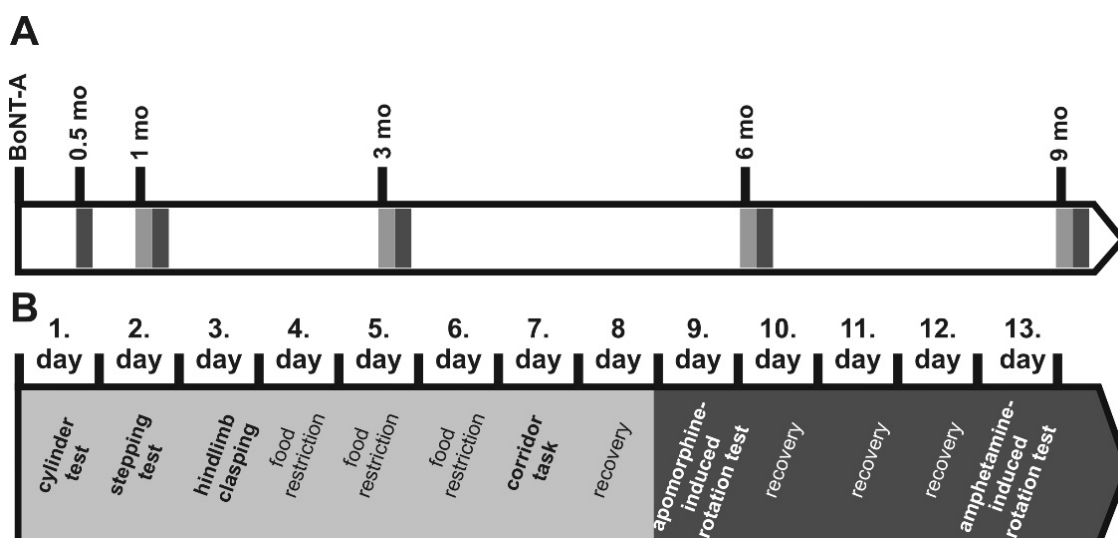 A
BoNT-A
0.5 mo
1 mo
3 mo
6 mo
9 mo
B
1.
day
2.
day
3.
day
4.
day
5.
day
6.
day
7.
day
8
day
9.
day
10.
day
11.
day
12.
day
13.
day
cylinder
test
stepping
test
hindlimb
clasping
food
restriction
food
restriction
food
restriction
corridor
task
recovery
apomorphine-
induced
rotation test
recovery
recovery
recovery
amphetamine-
induced
rotation test